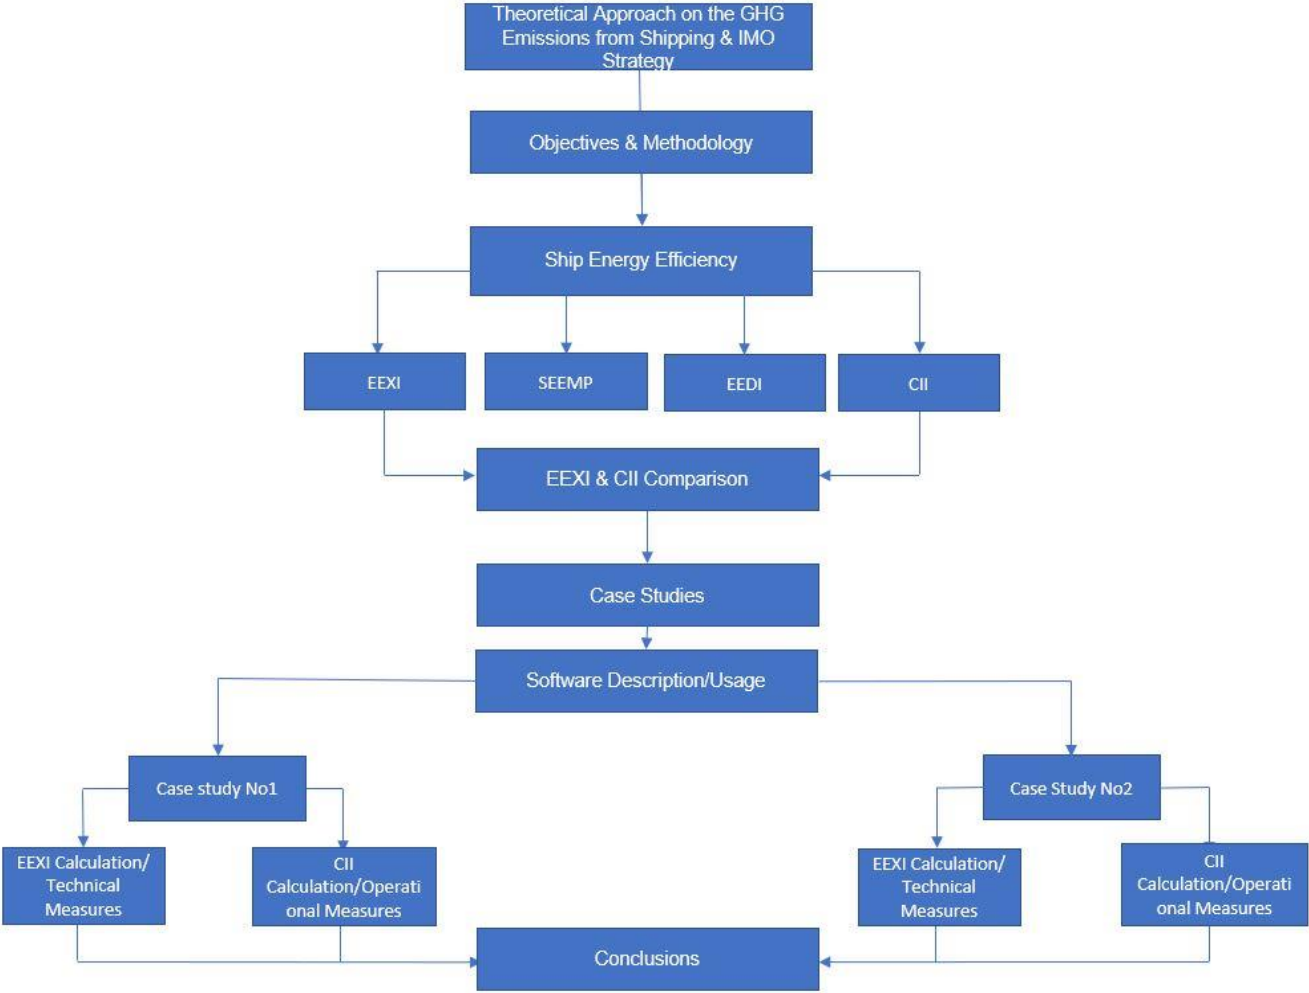 Theoretical Approach on the GHG
Emissions from Shipping & IMO
Strategy
Objectives & Methodology
Ship Energy Efficiency
EEXI
SEEMP
EEDI
CII
EEXI & CII Comparison
Case Studies
Software Description/Usage
Case study No1
Case Study No2
EEXI Calculation/
Technical
Measures
CII
Calculation/Operati
onal Measures
EEXI Calculation/
Technical
Measures
CII
Calculation/Operati
onal Measures
Conclusions